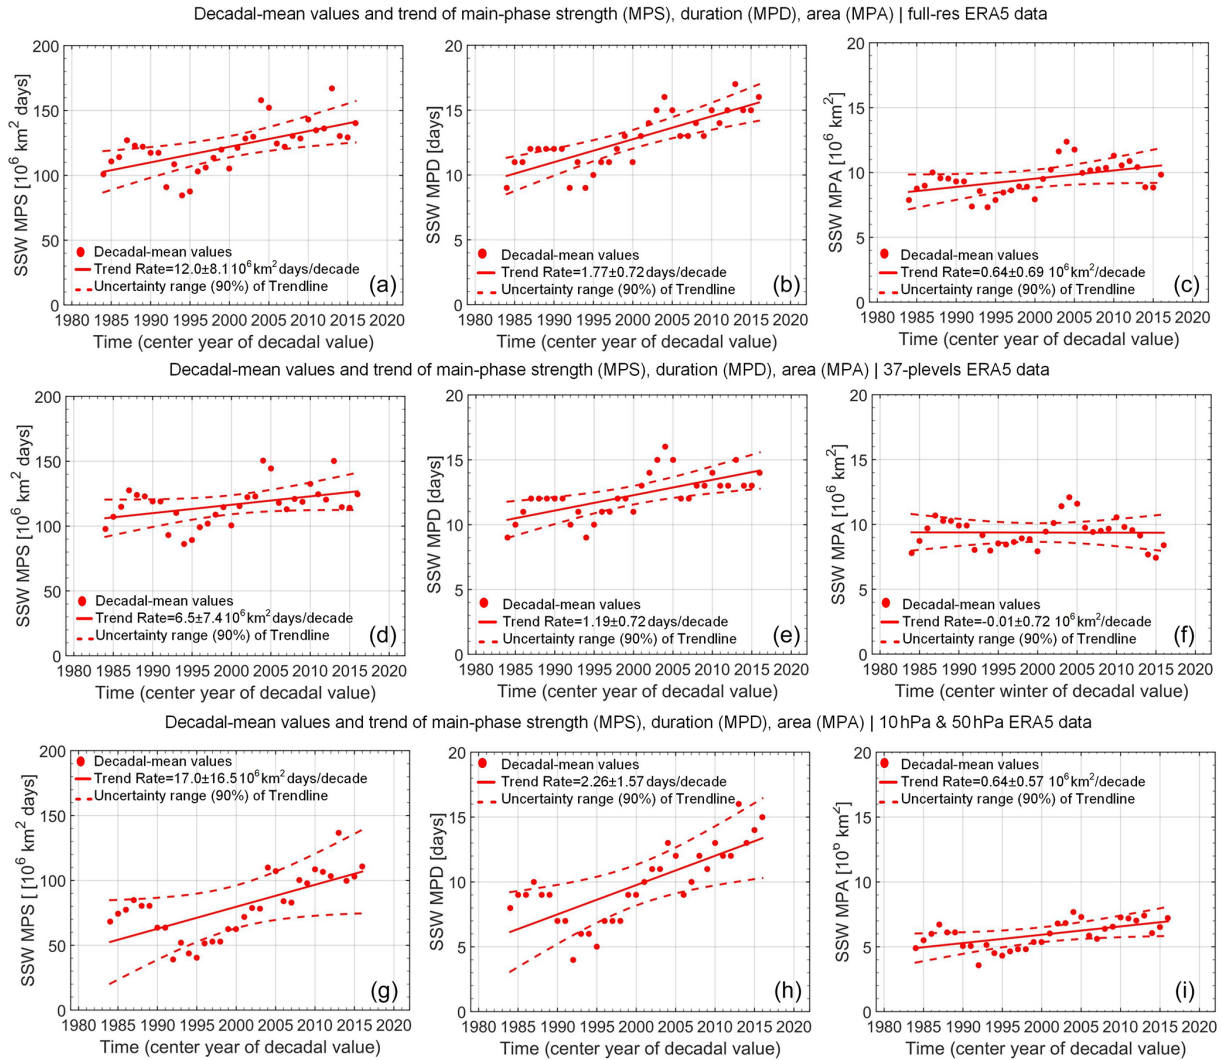 Decadal-mean values and trend of main-phase strength (MPS), duration (MPD), area (MPA) | full-res ERA5 data
SSW MPS [10⁶ km² days]
200
150
100
50
0
Decadal-mean values
Trend Rate=12.0±8.1 10⁶ km² days/decade
Uncertainty range (90%) of Trendline
(a)
1980 1985 1990 1995 2000 2005 2010 2015 2020
Time (center year of decadal value)
SSW MPD [days]
20
15
10
5
0
Decadal-mean values
Trend Rate=1.77±0.72 days/decade
Uncertainty range (90%) of Trendline
(b)
1980 1985 1990 1995 2000 2005 2010 2015 2020
Time (center year of decadal value)
SSW MPA [10⁶ km²]
20
15
10
5
0
Decadal-mean values
Trend Rate=0.64±0.69 10⁶ km²/decade
Uncertainty range (90%) of Trendline
(c)
1980 1985 1990 1995 2000 2005 2010 2015 2020
Time (center year of decadal value)
Decadal-mean values and trend of main-phase strength (MPS), duration (MPD), area (MPA) | 37-plevels ERA5 data
SSW MPS [10⁶ km² days]
200
150
100
50
0
Decadal-mean values
Trend Rate=6.5±7.4 10⁶ km² days/decade
Uncertainty range (90%) of Trendline
(d)
1980 1985 1990 1995 2000 2005 2010 2015 2020
Time (center year of decadal value)
SSW MPD [days]
20
15
10
5
0
Decadal-mean values
Trend Rate=1.19±0.72 days/decade
Uncertainty range (90%) of Trendline
(e)
1980 1985 1990 1995 2000 2005 2010 2015 2020
Time (center year of decadal value)
SSW MPA [10⁶ km²]
20
15
10
5
0
Decadal-mean values
Trend Rate=-0.01±0.72 10⁶ km²/decade
Uncertainty range (90%) of Trendline
(f)
1980 1985 1990 1995 2000 2005 2010 2015 2020
Time (center winter of decadal value)
Decadal-mean values and trend of main-phase strength (MPS), duration (MPD), area (MPA) | 10 hPa & 50 hPa ERA5 data
SSW MPS [ 10⁶ km² days]
200
150
100
50
0
Decadal-mean values
Trend Rate=17.0±16.5 10⁶ km² days/decade
Uncertainty range (90%) of Trendline
(g)
1980 1985 1990 1995 2000 2005 2010 2015 2020
Time (center year of decadal value)
SSW MPD [days]
20
15
10
5
0
Decadal-mean values
Trend Rate=2.26±1.57 days/decade
Uncertainty range (90%) of Trendline
(h)
1980 1985 1990 1995 2000 2005 2010 2015 2020
Time (center year of decadal value)
SSW MPA [10⁶ km²]
20
15
10
5
0
Decadal-mean values
Trend Rate=0.64±0.57 10⁶ km²/decade
Uncertainty range (90%) of Trendline
(i)
1980 1985 1990 1995 2000 2005 2010 2015 2020
Time (center year of decadal value)